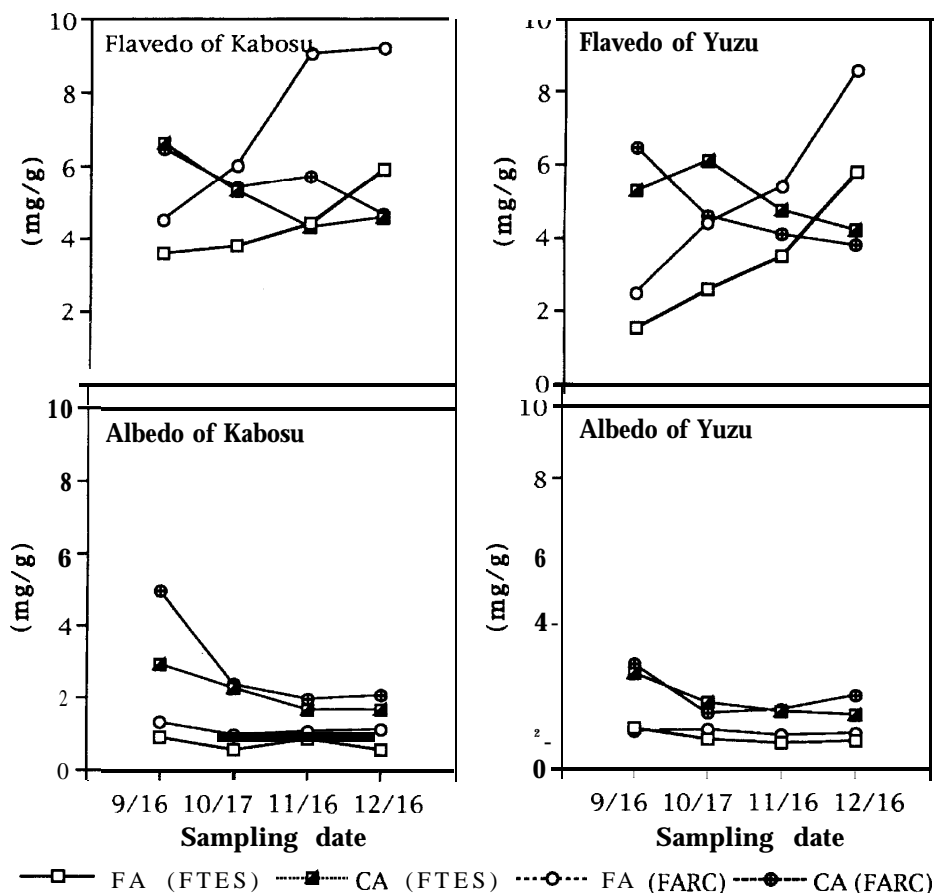 10
Flavedo of Kabosu
8
6
4
2
(mg/g)
10
Flavedo of Yuzu
8
6
4
2
0
(mg/g)
10
Albedo of Kabosu
8
6
4
2
0
(mg/g)
9/16 10/17 11/16 12/16
Sampling date
10
Albedo of Yuzu
8
6
4
2
0
(mg/g)
9/16 10/17 11/16 12/16
Sampling date
FA (FTES) CA (FTES) FA (FARC) CA (FARC)